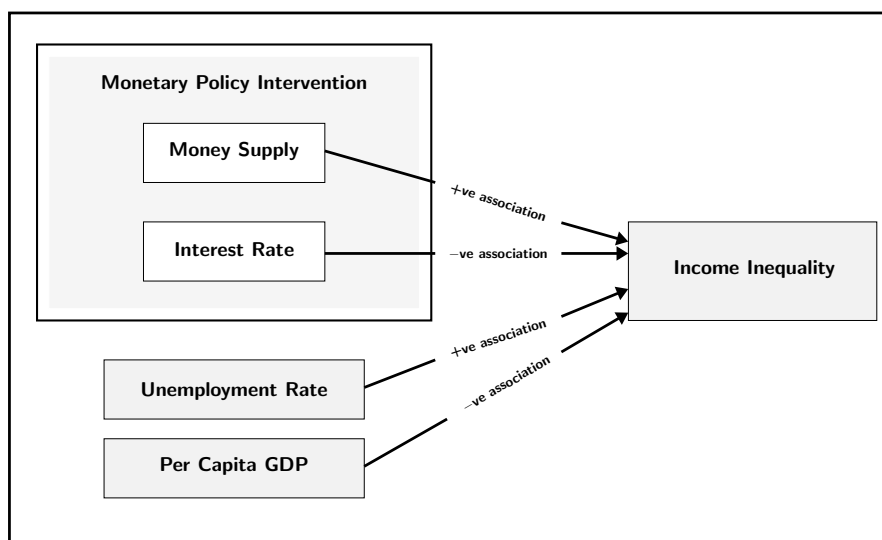 Monetary Policy Intervention
Money Supply
+ve association
Interest Rate
−ve association
Income Inequality
+ve association
Unemployment Rate
−ve association
Per Capita GDP